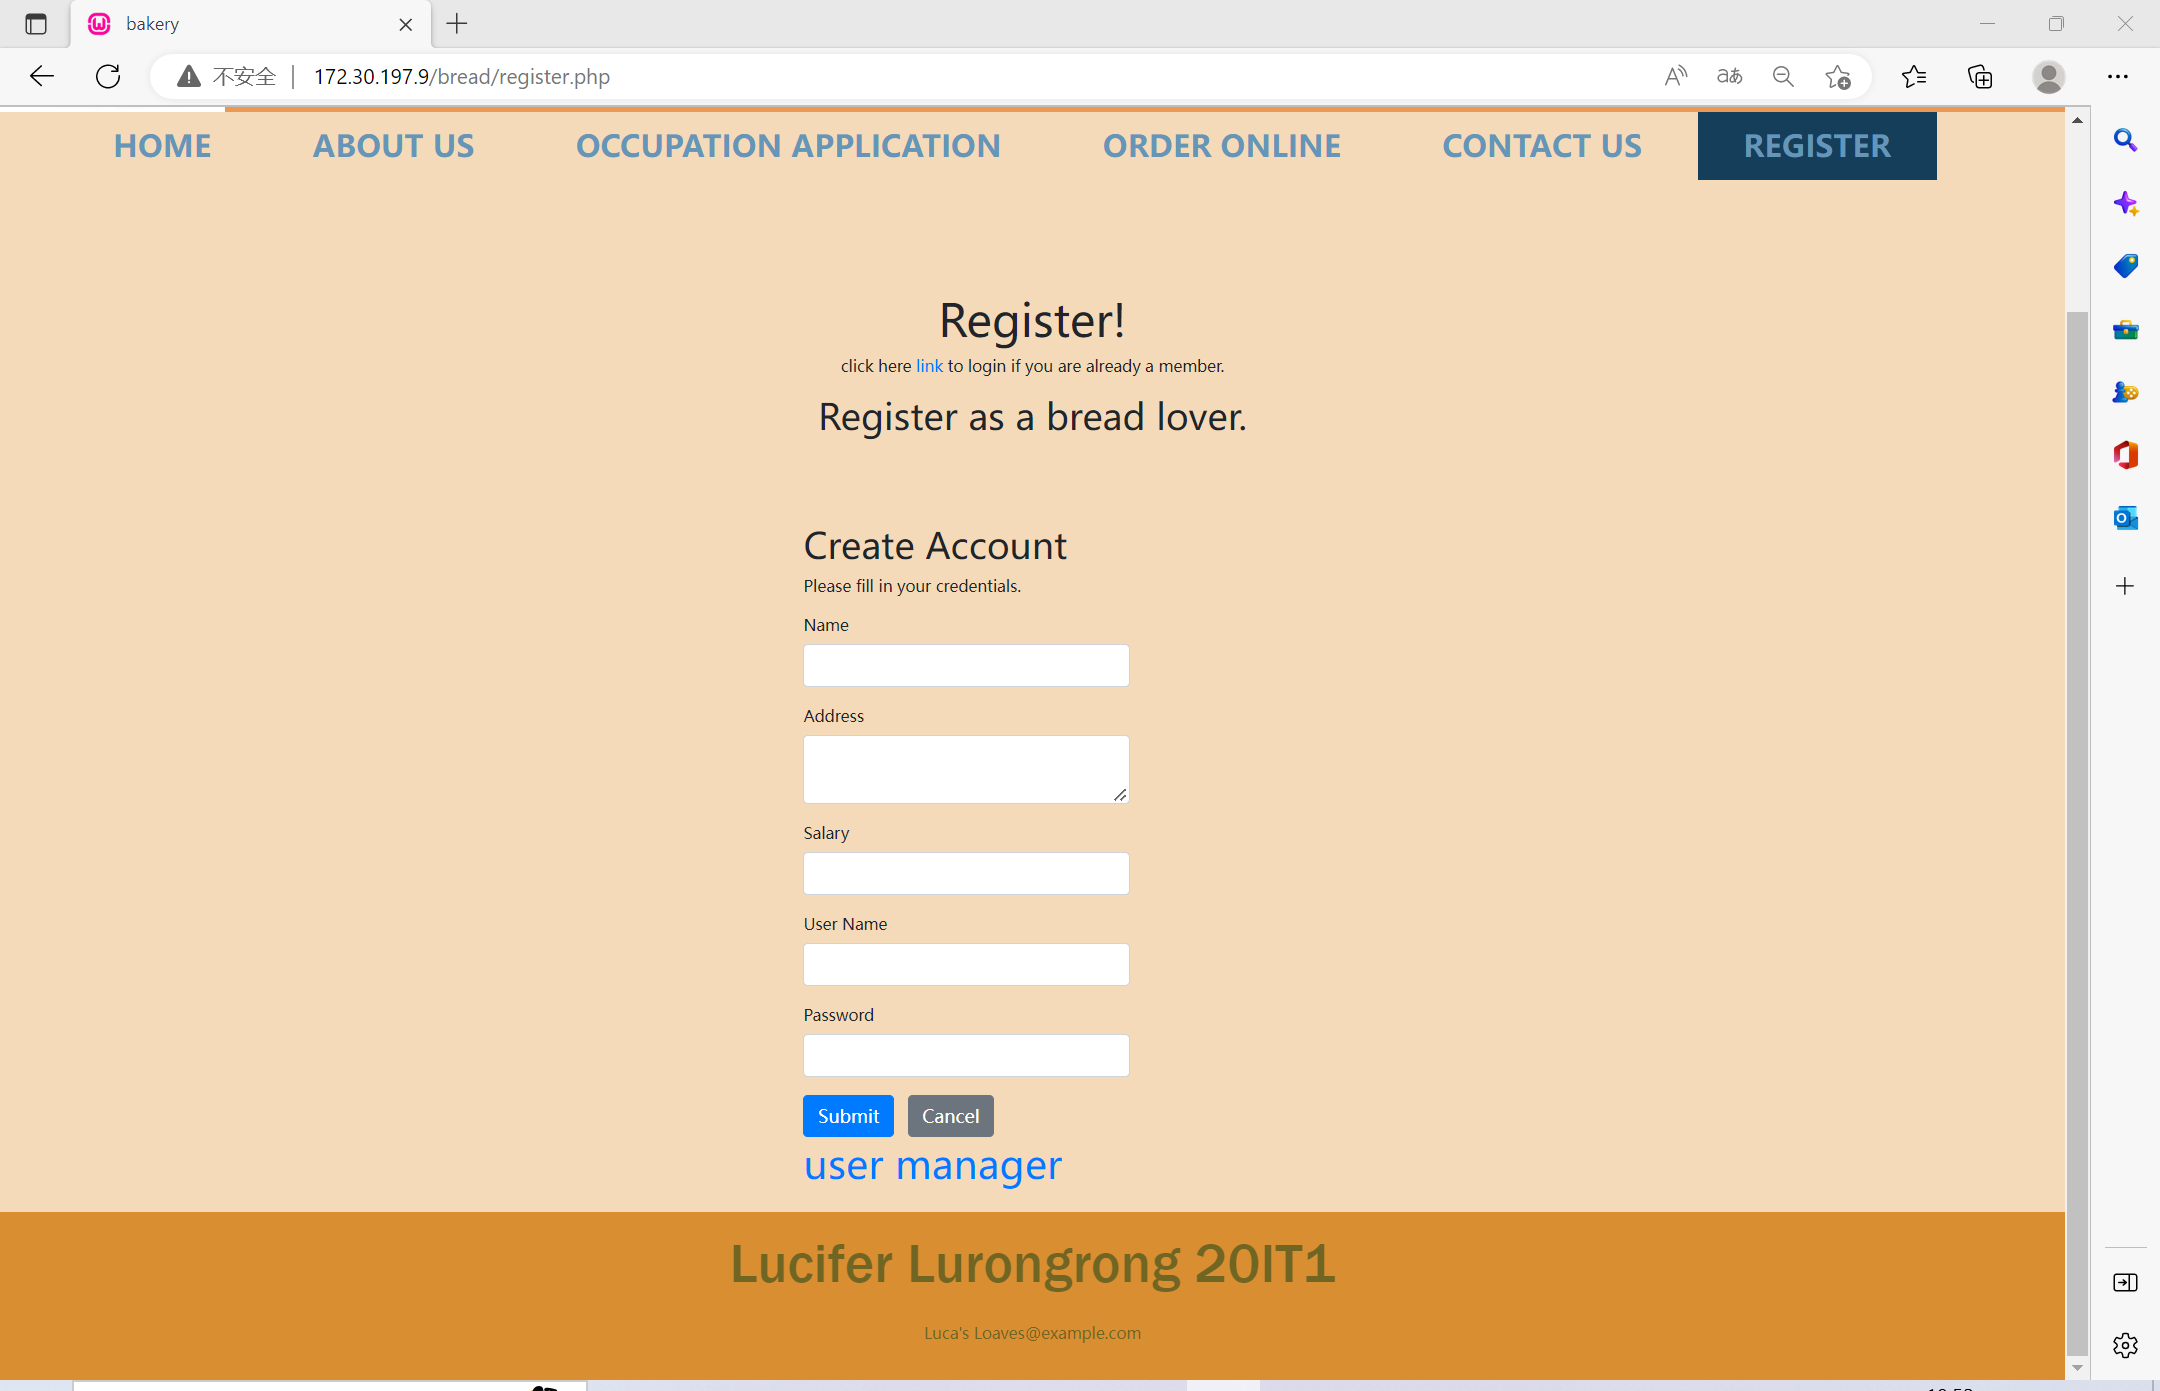 bakery
不安全 172.30.197.9/bread/register.php
HOME ABOUT US OCCUPATION APPLICATION ORDER ONLINE CONTACT US REGISTER
Register!
click here link to login if you are already a member.
Register as a bread lover.
Create Account
Please fill in your credentials.
Name
Address
Salary
User Name
Password
Submit Cancel
user manager
Lucifer Lurongrong 20IT1
Luca's Loaves@example.com